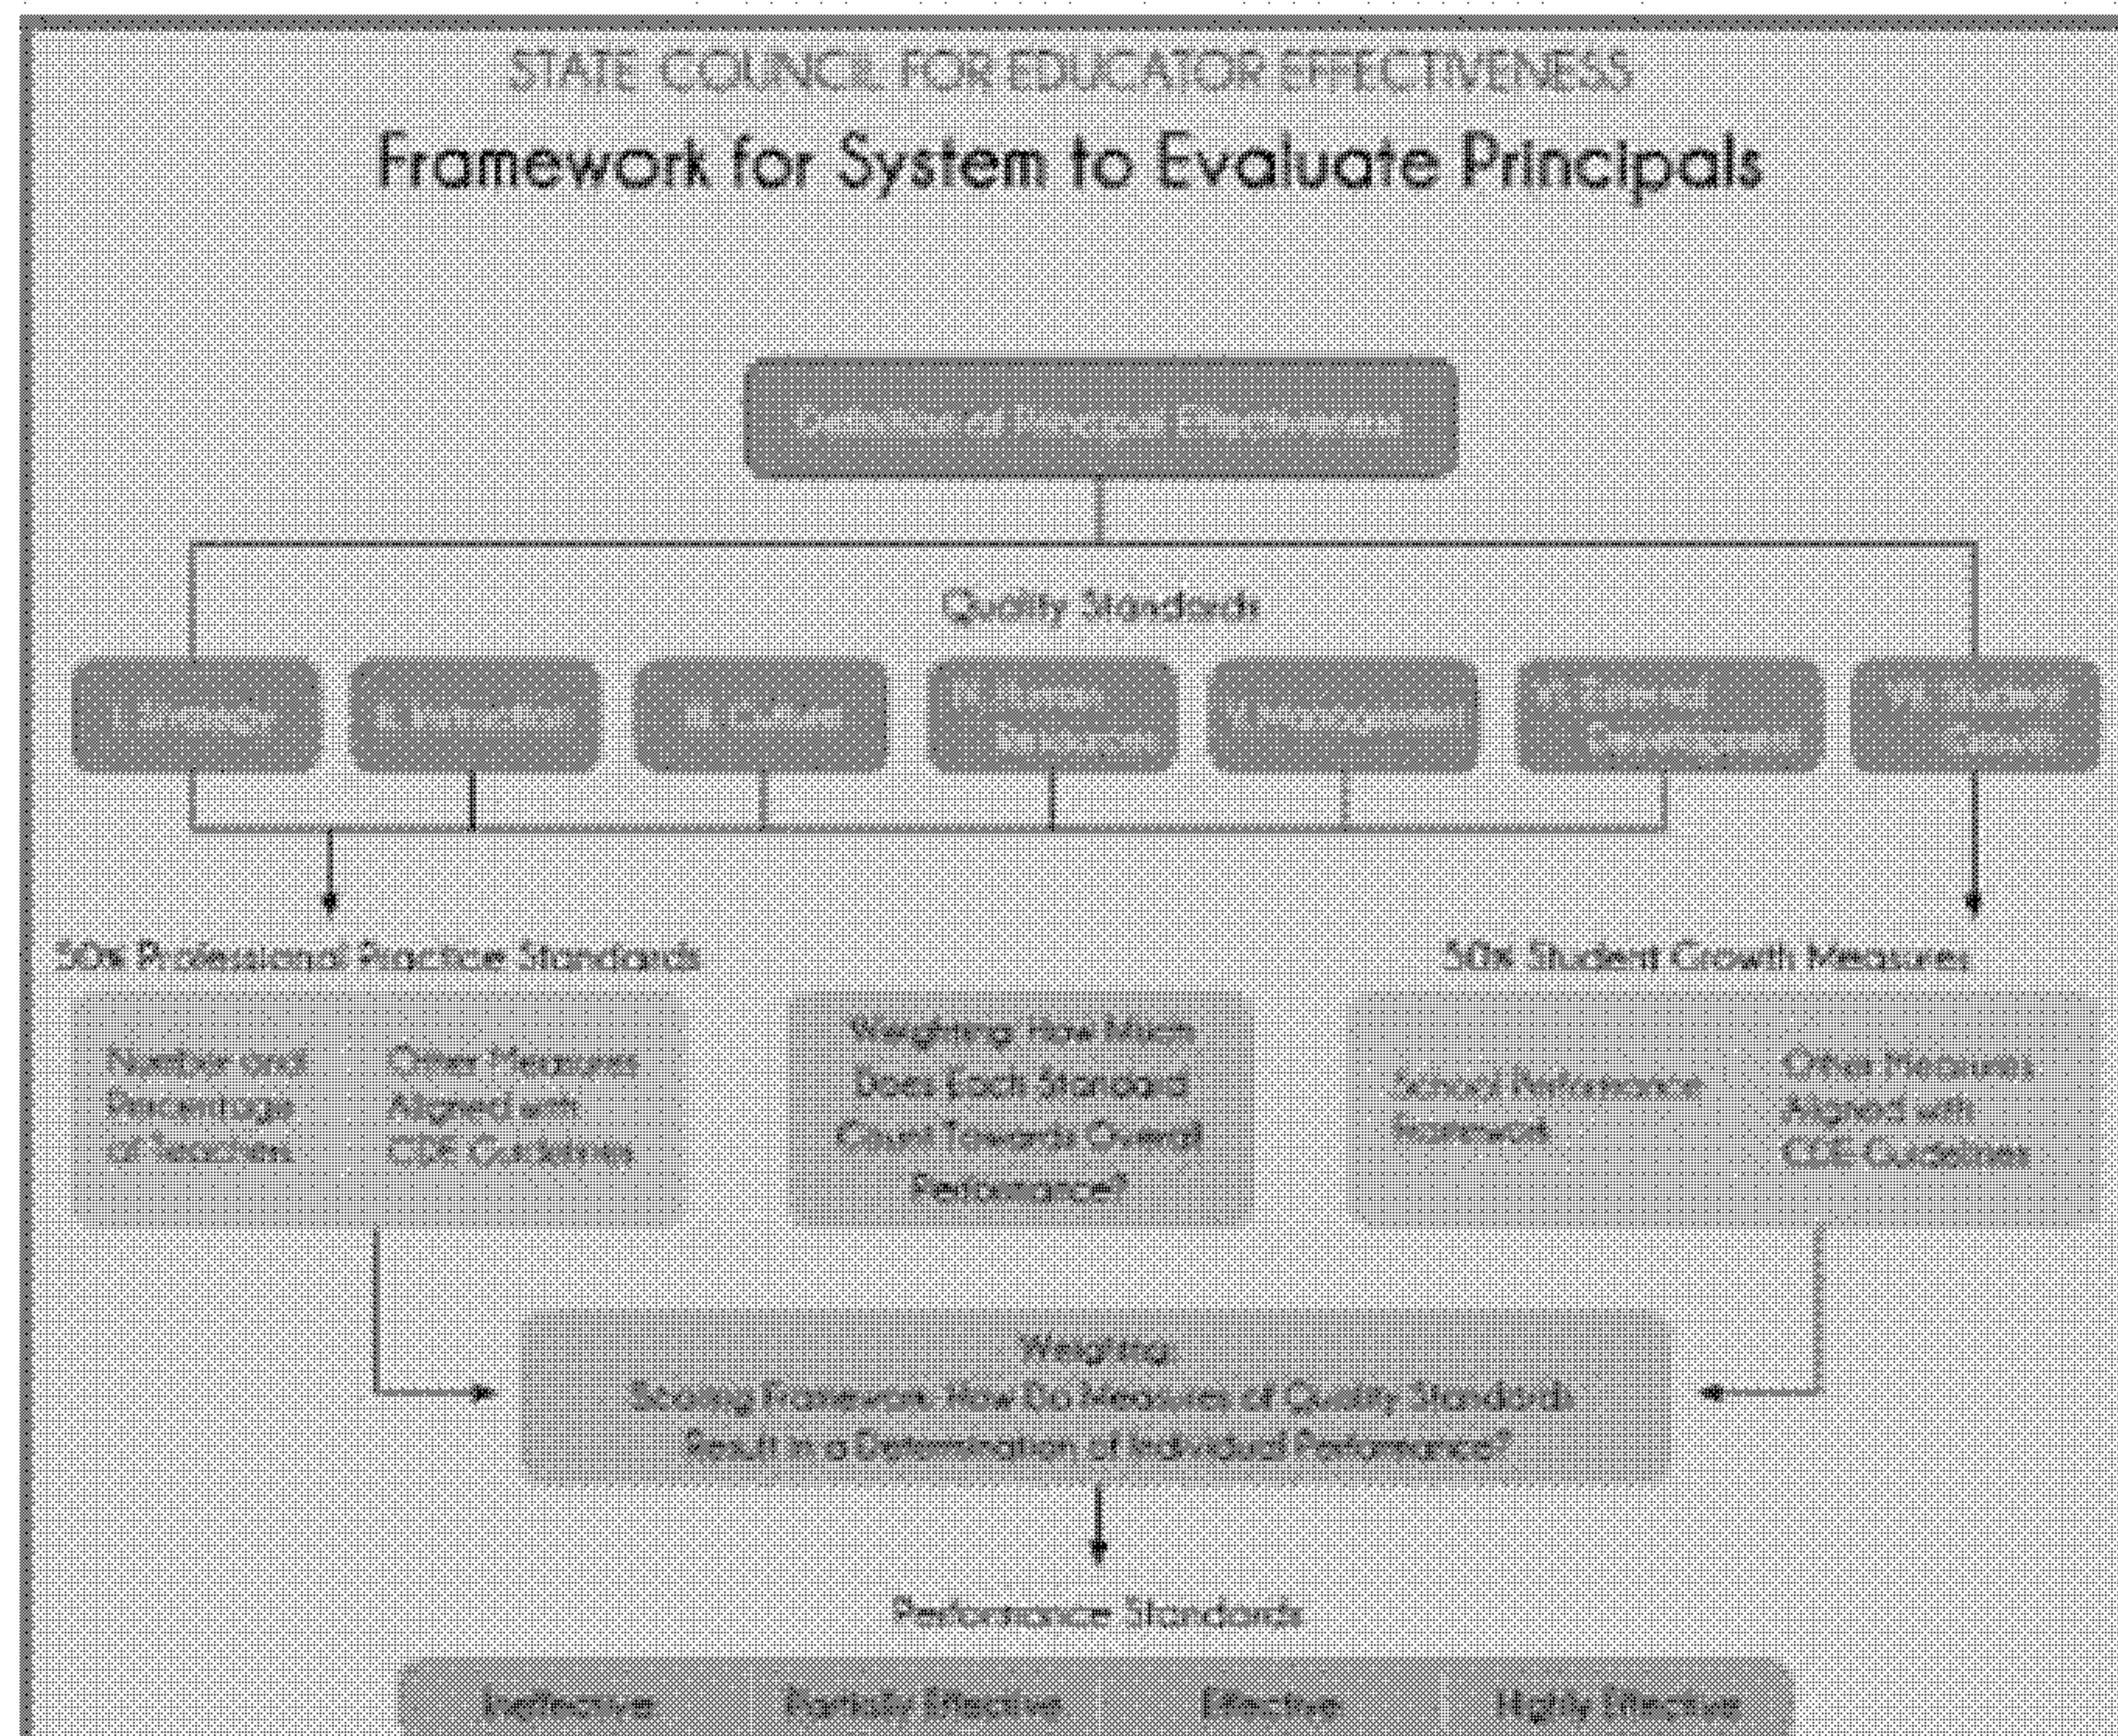 STATE COUNCIL FOR EDUCATOR EFFECTIVENESS
Framework for System to Evaluate Principals
Definition of Principal Effectiveness
Quality Standards
I. Strategic
II. Instructional
III. Cultural
IV. Human
Resources
V. Managerial
VI. External
Development
VII. Student
Growth
50% Professional Practice Standards
50% Student Growth Measures
Number and
Percentage
of Teachers
Other Measures
Aligned with
CDE Guidelines
Weighting: How Much
Does Each Standard
Count Towards Overall
Performance?
School Performance
Framework
Other Measures
Aligned with
CDE Guidelines
Weighting:
Scoring Framework: How Do Measures of Quality Standards
Result in a Determination of Individual Performance?
Performance Standards
Ineffective
Partially Effective
Effective
Highly Effective